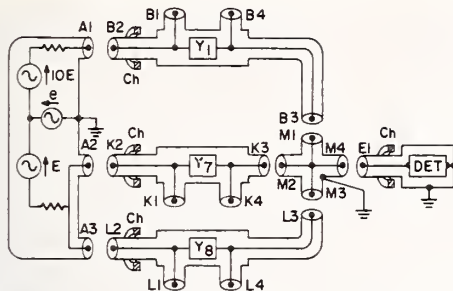 A1 B2 B1 B4
Y1
10E
Ch
e
B3
M1
A2 K2 K3 M4 E1 Ch
E
Y7
DET
M2
M3
K1 K4
L3
A3 L2 Ch
Y8
L1 L4